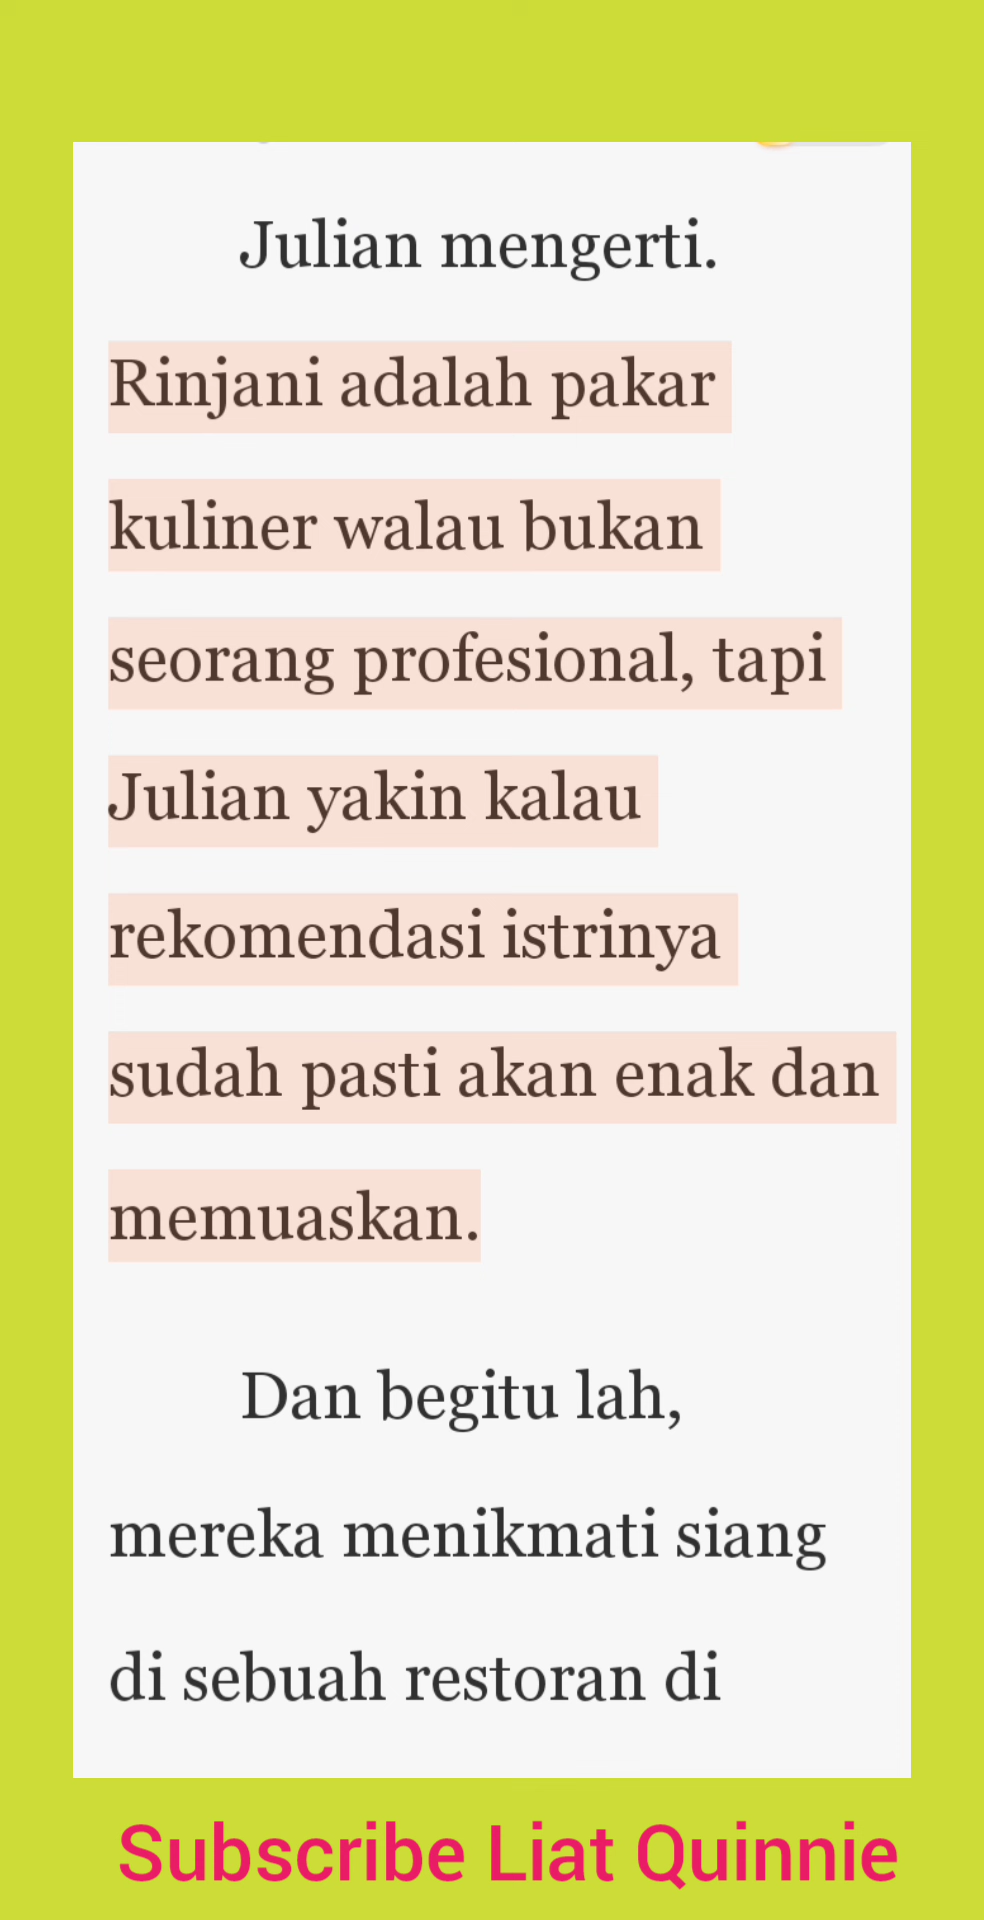 Julian mengerti.
Rinjani adalah pakar
kuliner walau bukan
seorang profesional, tapi
Julian yakin kalau
rekomendasi istrinya
sudah pasti akan enak dan
memuaskan.
Dan begitu lah,
mereka menikmati siang
di sebuah restoran di
Subscribe Liat Quinnie